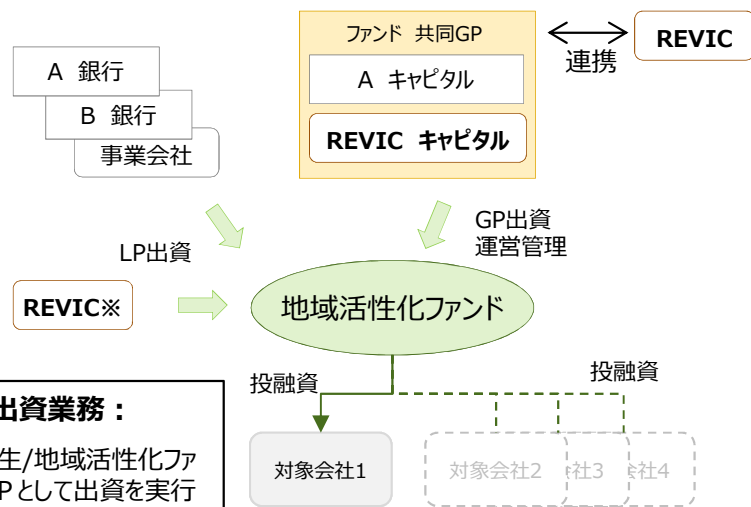 ファンド 共同GP
A キャピタル
REVIC キャピタル
連携
REVIC
A 銀行
B 銀行
事業会社
LP出資
GP出資
運営管理
REVIC※
地域活性化ファンド
投融資
投融資
出資業務：
生/地域活性化ファ
Pとして出資を実行
対象会社1
対象会社2
社3
社4